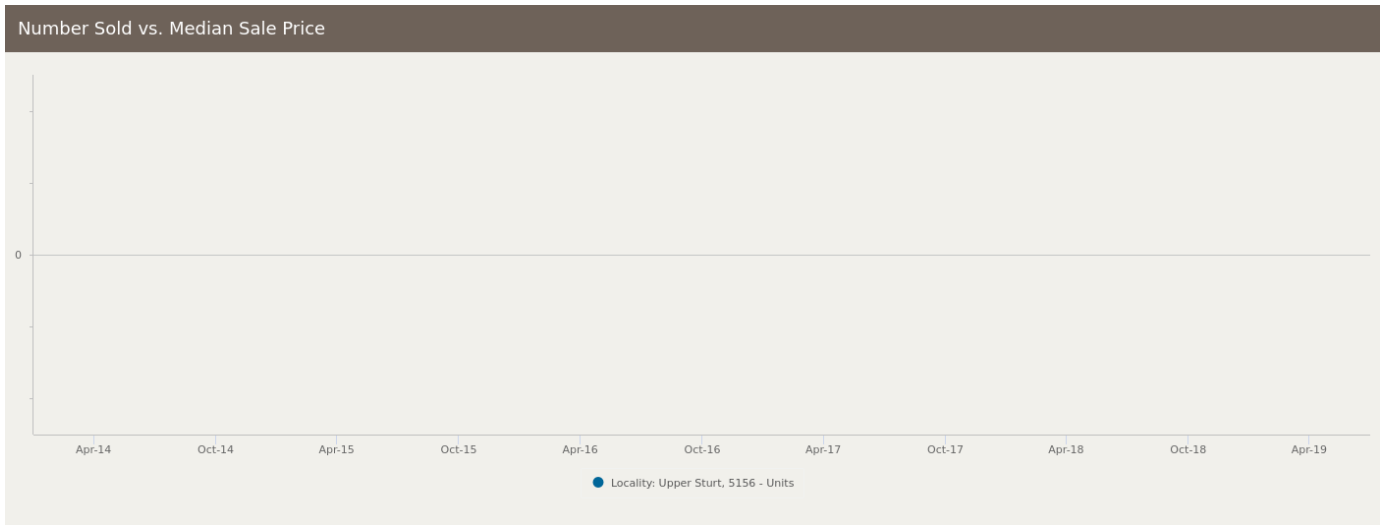 Number Sold vs. Median Sale Price
0
Apr-14 Oct-14 Apr-15 Oct-15 Apr-16 Oct-16 Apr-17 Oct-17 Apr-18 Oct-18 Apr-19
Locality: Upper Sturt, 5156 - Units